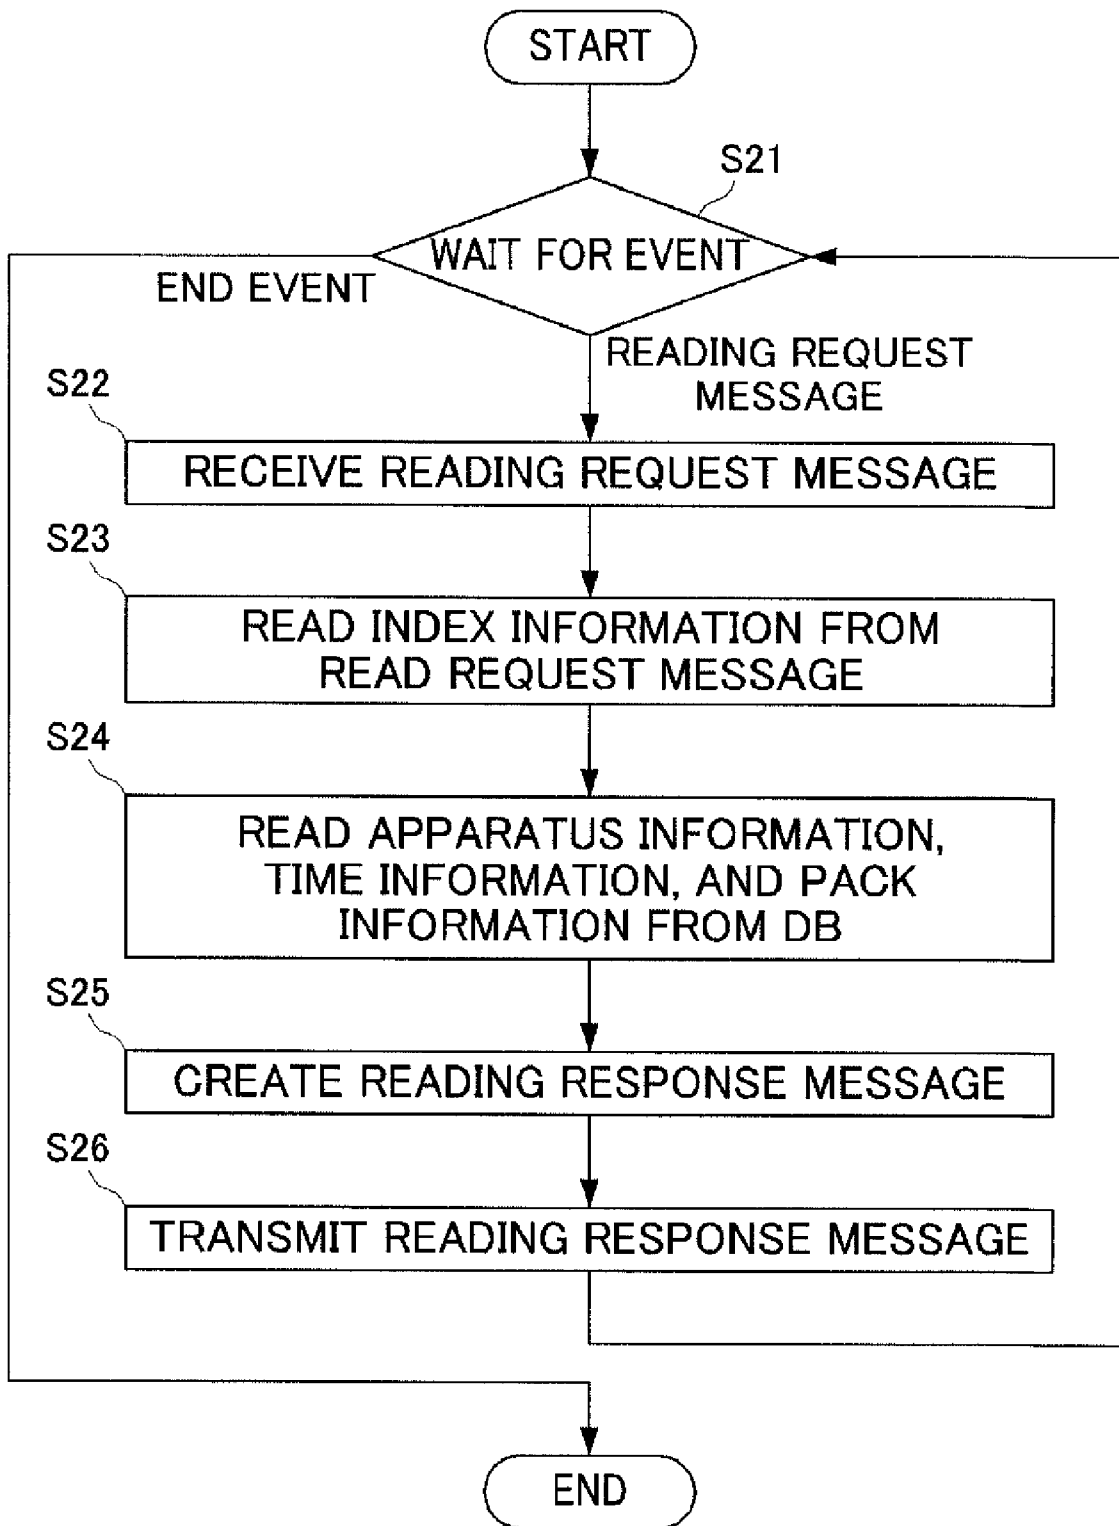 START
S21
WAIT FOR EVENT
END EVENT
READING REQUEST
MESSAGE
S22
RECEIVE READING REQUEST MESSAGE
S23
READ INDEX INFORMATION FROM
READ REQUEST MESSAGE
S24
READ APPARATUS INFORMATION,
TIME INFORMATION, AND PACK
INFORMATION FROM DB
S25
CREATE READING RESPONSE MESSAGE
S26
TRANSMIT READING RESPONSE MESSAGE
END